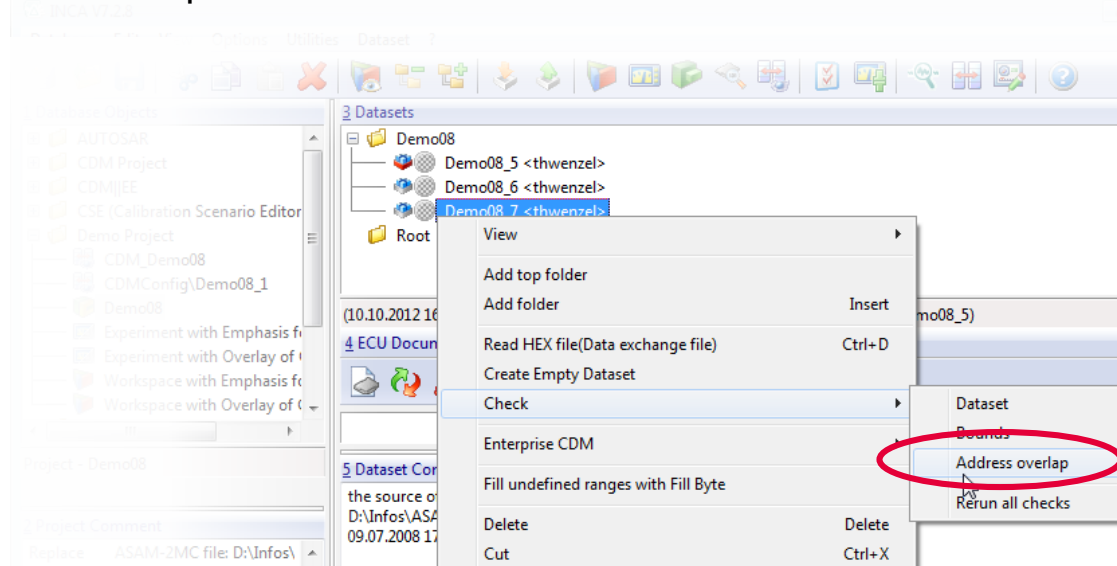 INCA V7.2.8
Options Utilities Dataset ?
1 Database Objects
AUTOSAR
CDM Project
CDM||EE
CSE (Calibration Scenario Editor
Demo Project
CDM_Demo08
CDMConfig\Demo08_1
Demo08
Experiment with Emphasis fo
Experiment with Overlay of
Workspace with Emphasis fo
Workspace with Overlay of
Project - Demo08
2 Project Comment
Replace ASAM-2MC file: D:\Infos\
3 Datasets
Demo08
Demo08_5 <thwenzel>
Demo08_6 <thwenzel>
Demo08_7 <thwenzel>
Root
(10.10.2012 16
mo08_5)
4 ECU Docum
5 Dataset Cor
the source of
D:\Infos\ASA
09.07.2008 17
View
Add top folder
Add folder Insert
Read HEX file(Data exchange file) Ctrl+D
Create Empty Dataset
Check
Enterprise CDM
Fill undefined ranges with Fill Byte
Delete Delete
Cut Ctrl+X
Dataset
Bounds
Address overlap
Rerun all checks